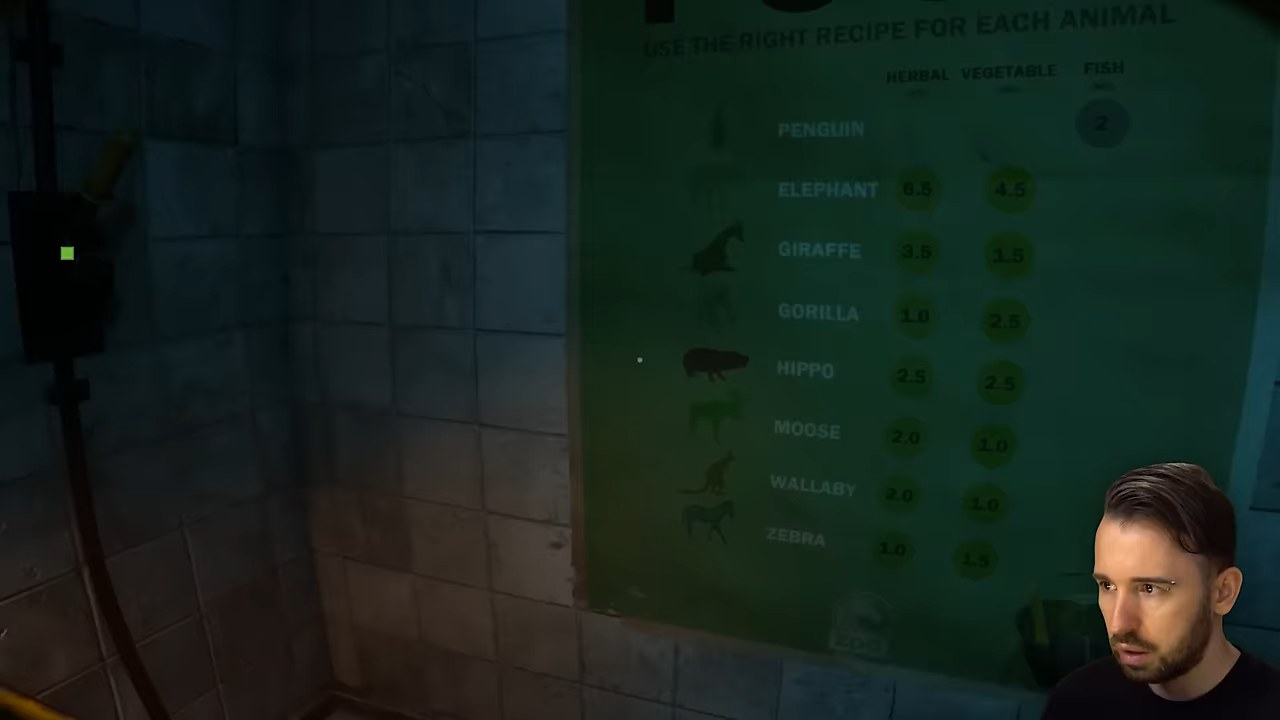 USE THE RIGHT RECIPE FOR EACH ANIMAL
HERBAL VEGETABLE FISH
PENGUIN 2
ELEPHANT 6.5 4.5
GIRAFFE 3.5 1.5
GORILLA 1.0 2.5
HIPPO 2.5 2.5
MOOSE 2.0 1.0
WALLABY 2.0 1.0
ZEBRA 1.0 1.5
ZOO